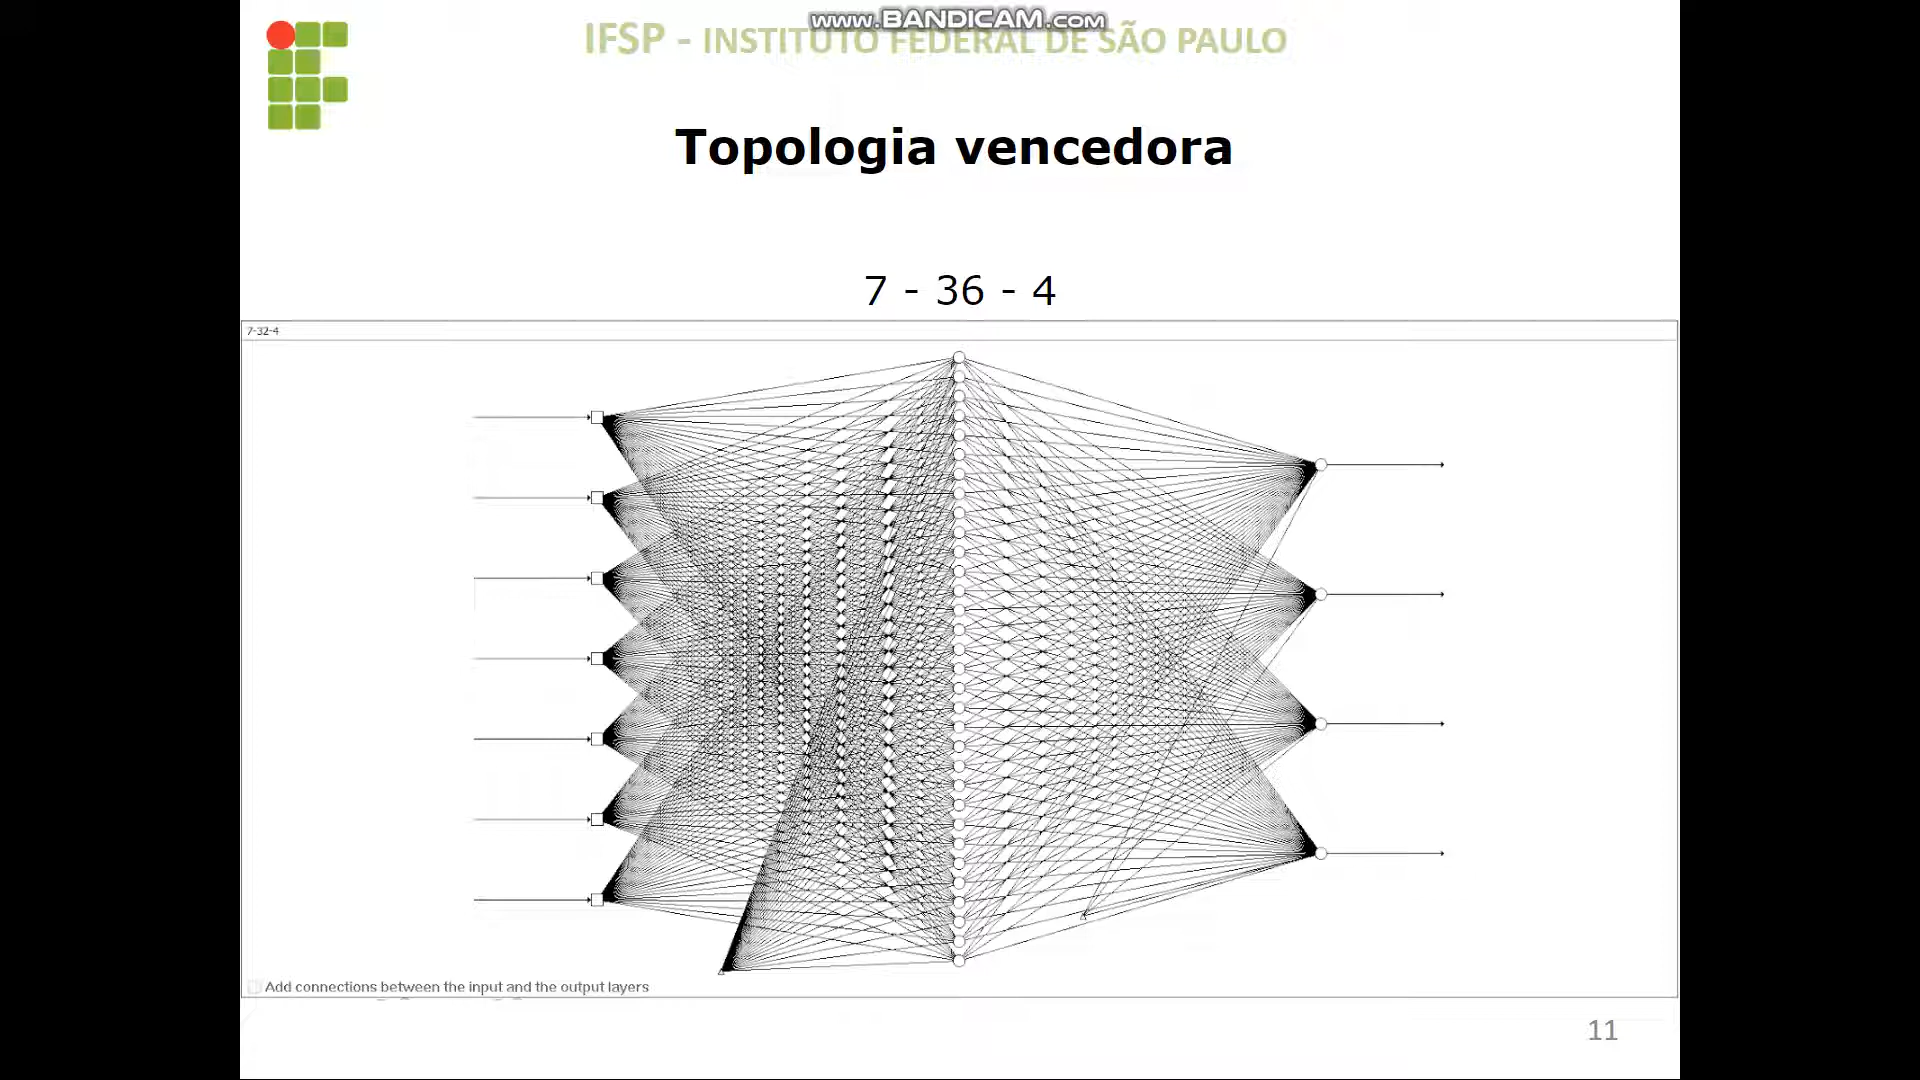 www.BANDICAM.com
IFSP - INSTITUTO FEDERAL DE SÃO PAULO
Topologia vencedora
7 - 36 - 4
7-32-4
Add connections between the input and the output layers
11